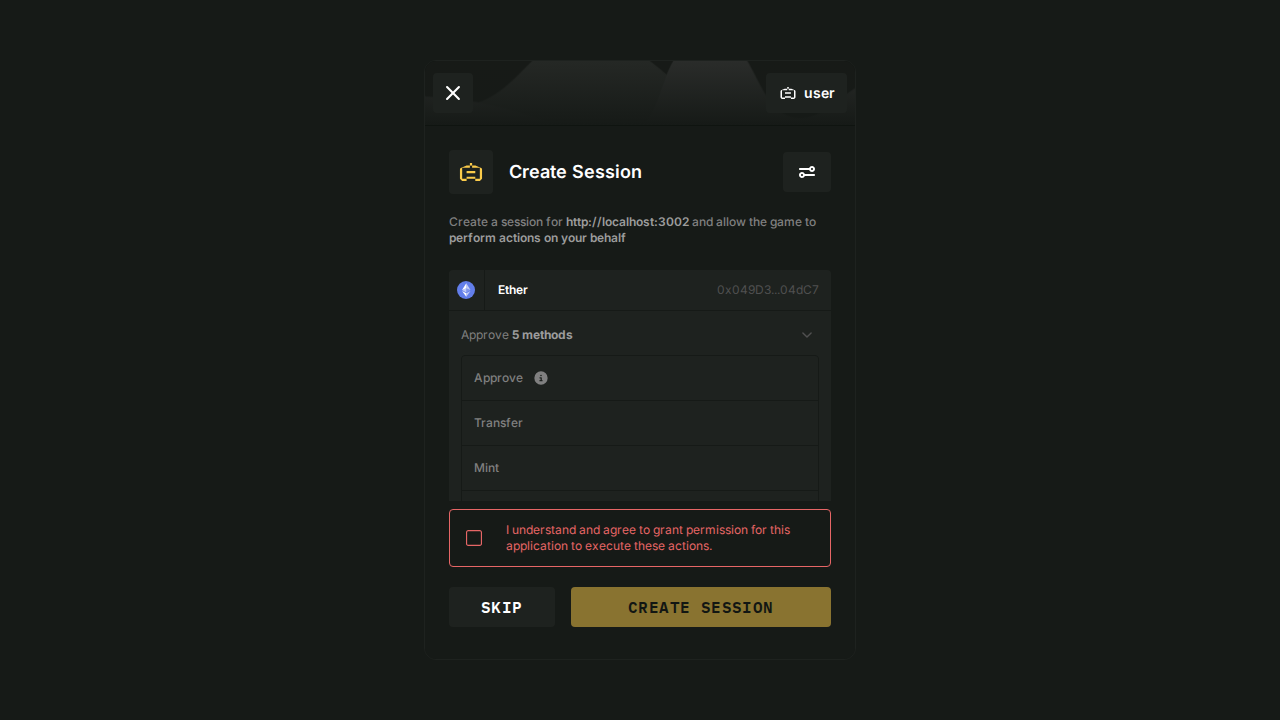 user
Create Session
Create a session for http://localhost:3002 and allow the game to
perform actions on your behalf
Ether 0x049D3...04dC7
Approve 5 methods
Approve
Transfer
Mint
I understand and agree to grant permission for this
application to execute these actions.
SKIP CREATE SESSION